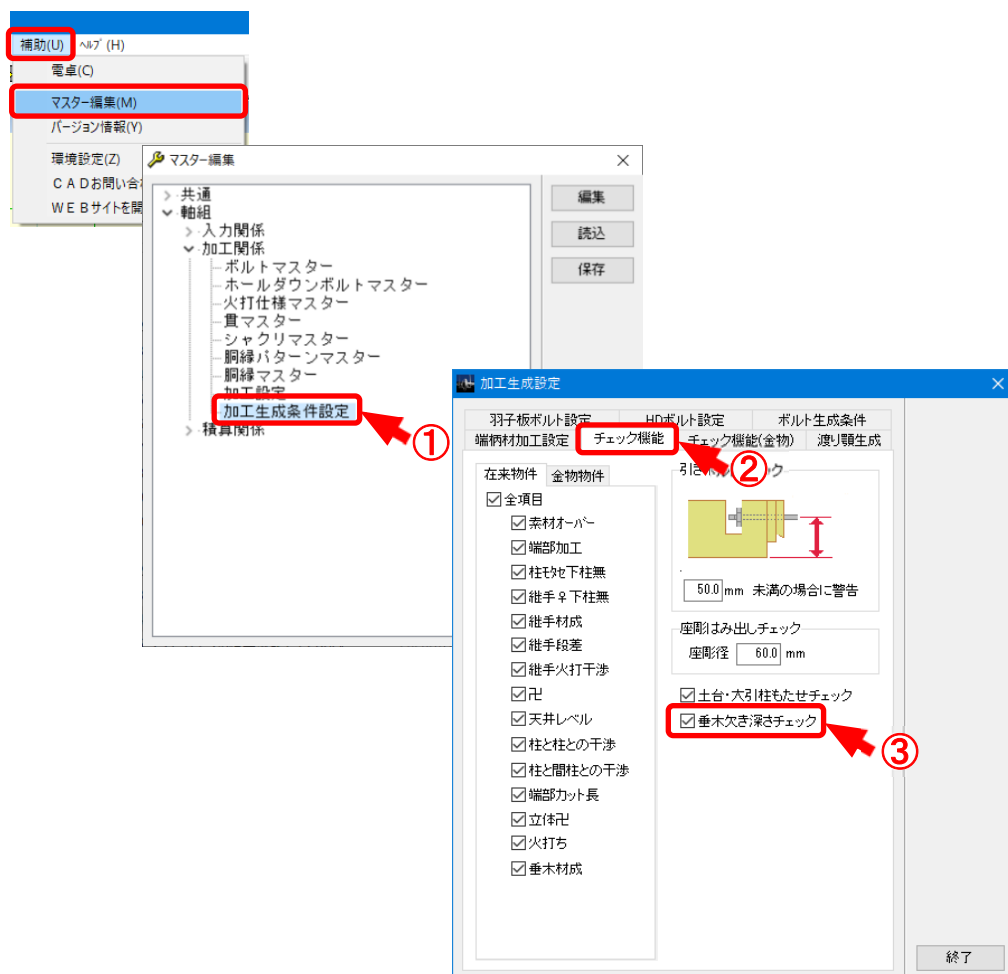 補助(U) ﾍﾙﾌﾟ(H)
電卓(C)
マスター編集(M)
バージョン情報(Y)
環境設定(Z)
ＣＡＤお問い合
ＷＥＢサイトを開
マスター編集
共通
軸組
入力関係
加工関係
ボルトマスター
ホールダウンボルトマスター
火打仕様マスター
貫マスター
シャクリマスター
胴縁パターンマスター
胴縁マスター
加工設定
加工生成条件設定
積算関係
編集
読込
保存
①
加工生成設定
羽子板ボルト設定 HDボルト設定 ボルト生成条件
端柄材加工設定 チェック機能 チェック機能(金物) 渡り顎生成
②
在来物件 金物物件
全項目
素材ｵｰﾊﾞｰ
端部加工
柱ﾓﾀｾ下柱無
継手♀下柱無
継手材成
継手段差
継手火打干渉
卍
天井レベル
柱と柱との干渉
柱と間柱との干渉
端部ｶｯﾄ長
立体卍
火打ち
垂木材成
50.0 mm 未満の場合に警告
座彫はみ出しチェック
座彫径 60.0 mm
土台・大引柱もたせチェック
垂木欠き深さチェック
③
終了